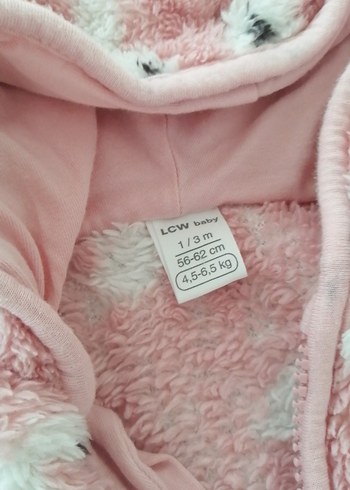 LCW baby
1 / 3 m
56-62 cm
4,5-6,5 kg